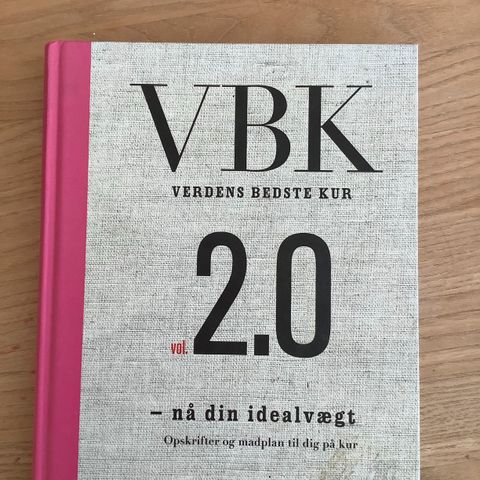 VBK
VERDENS BEDSTE KUR
vol. 2.0
– nå din idealvægt
Opskrifter og madplan til dig på kur